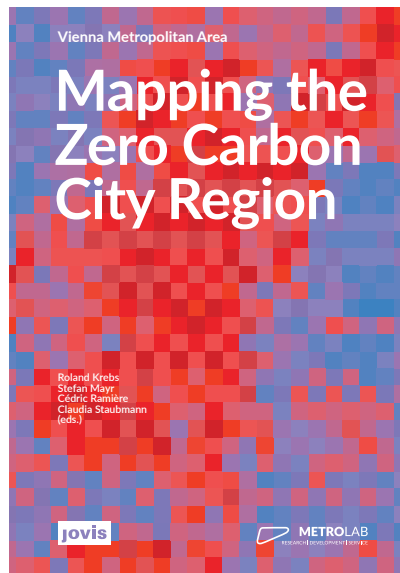 Vienna Metropolitan Area
Mapping the
Zero Carbon
City Region
Roland Krebs
Stefan Mayr
Cédric Ramière
Claudia Staubmann
(eds.)
jovis
METROLAB
RESEARCH | DEVELOPMENT | SERVICE